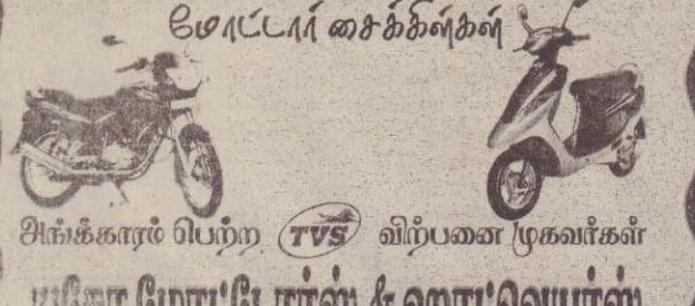 மோட்டார் சைக்கிள்கள்
அங்கீகாரம் பெற்ற TVS விற்பனை முகவர்கள்
மோட்டோர்ஸ் & ஹாட்வெயார்ஸ்